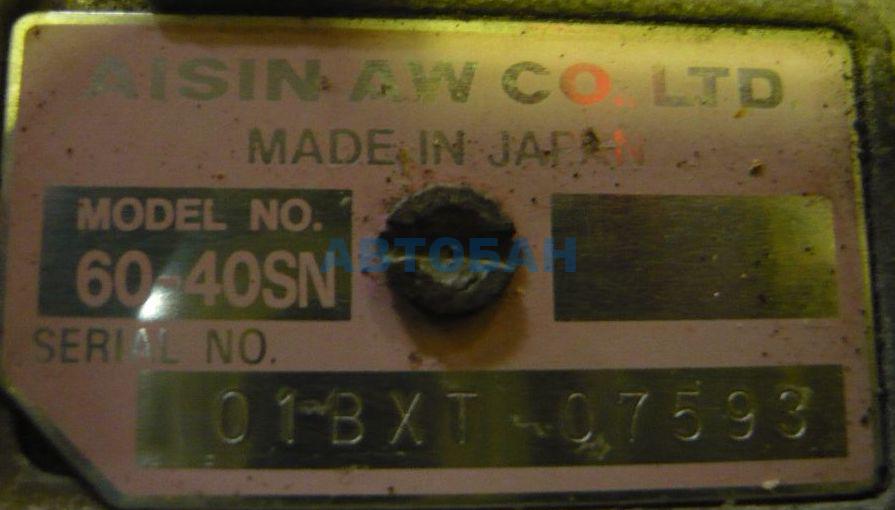 AISIN AW CO. LTD.
MADE IN JAPAN
MODEL NO.
60-40SN
АВТОБАН
SERIAL NO.
01-BXT 07593